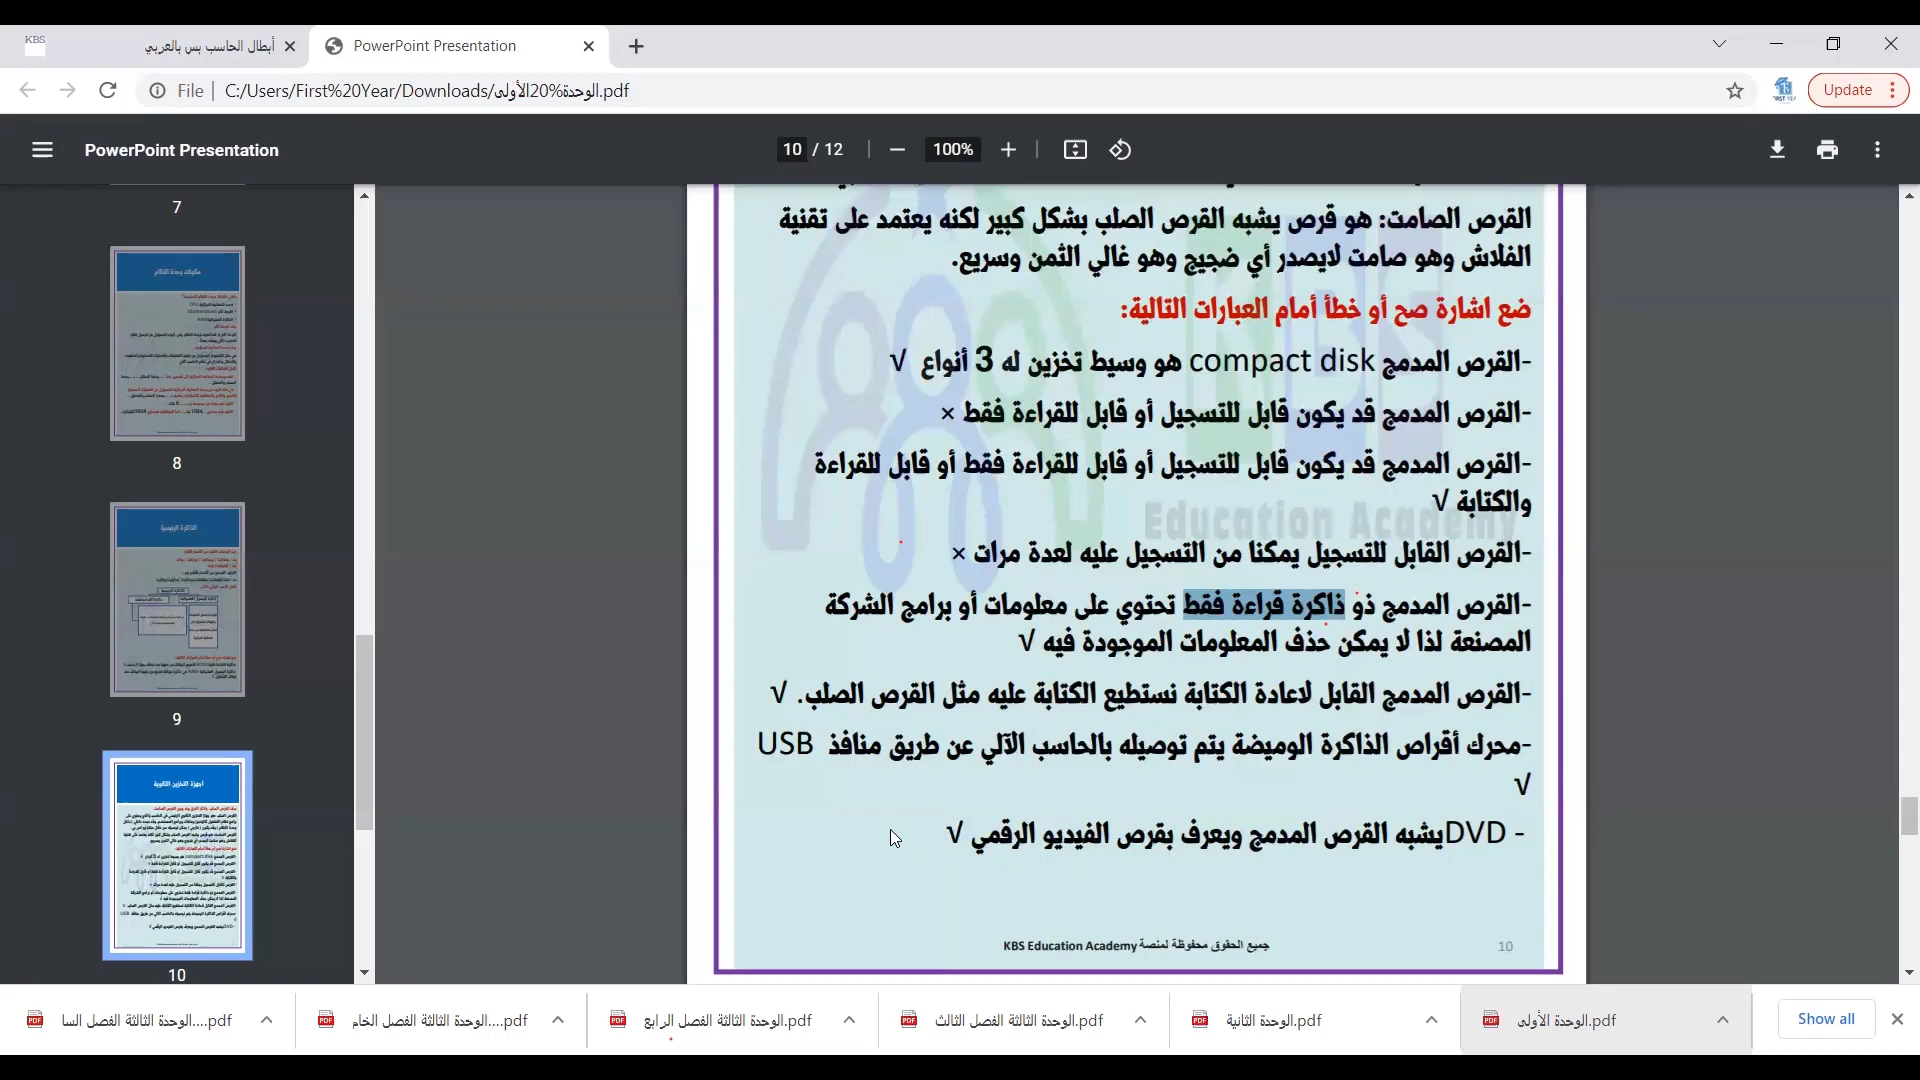 KBS
أبطال الحاسب بس بالعربي
PowerPoint Presentation
File
C:/Users/First%20Year/Downloads/الوحدة%20الأولى.pdf
Update
PowerPoint Presentation
10 / 12
100%
7
8
9
10
القرص الصامت: هو قرص يشبه القرص الصلب بشكل كبير لكنه يعتمد على تقنية
الفلاش وهو صامت لايصدر أي ضجيج وهو غالي الثمن وسريع.
ضع اشارة صح أو خطأ أمام العبارات التالية:
-القرص المدمج compact disk هو وسيط تخزين له 3 أنواع √
-القرص المدمج قد يكون قابل للتسجيل أو قابل للقراءة فقط ×
-القرص المدمج قد يكون قابل للتسجيل أو قابل للقراءة فقط أو قابل للقراءة
والكتابة √
Education Academy
-القرص القابل للتسجيل يمكنا من التسجيل عليه لعدة مرات ×
-القرص المدمج ذو ذاكرة قراءة فقط تحتوي على معلومات أو برامج الشركة
المصنعة لذا لا يمكن حذف المعلومات الموجودة فيه √
-القرص المدمج القابل لاعادة الكتابة نستطيع الكتابة عليه مثل القرص الصلب. √
-محرك أقراص الذاكرة الوميضة يتم توصيله بالحاسب الآلي عن طريق منافذ USB
√
- DVDيشبه القرص المدمج ويعرف بقرص الفيديو الرقمي √
جميع الحقوق محفوظة لمنصة KBS Education Academy
10
الوحدة الثالثة الفصل السا....pdf
الوحدة الثالثة الفصل الخام....pdf
الوحدة الثالثة الفصل الرابع.pdf
الوحدة الثالثة الفصل الثالث.pdf
الوحدة الثانية.pdf
الوحدة الأولى.pdf
Show all